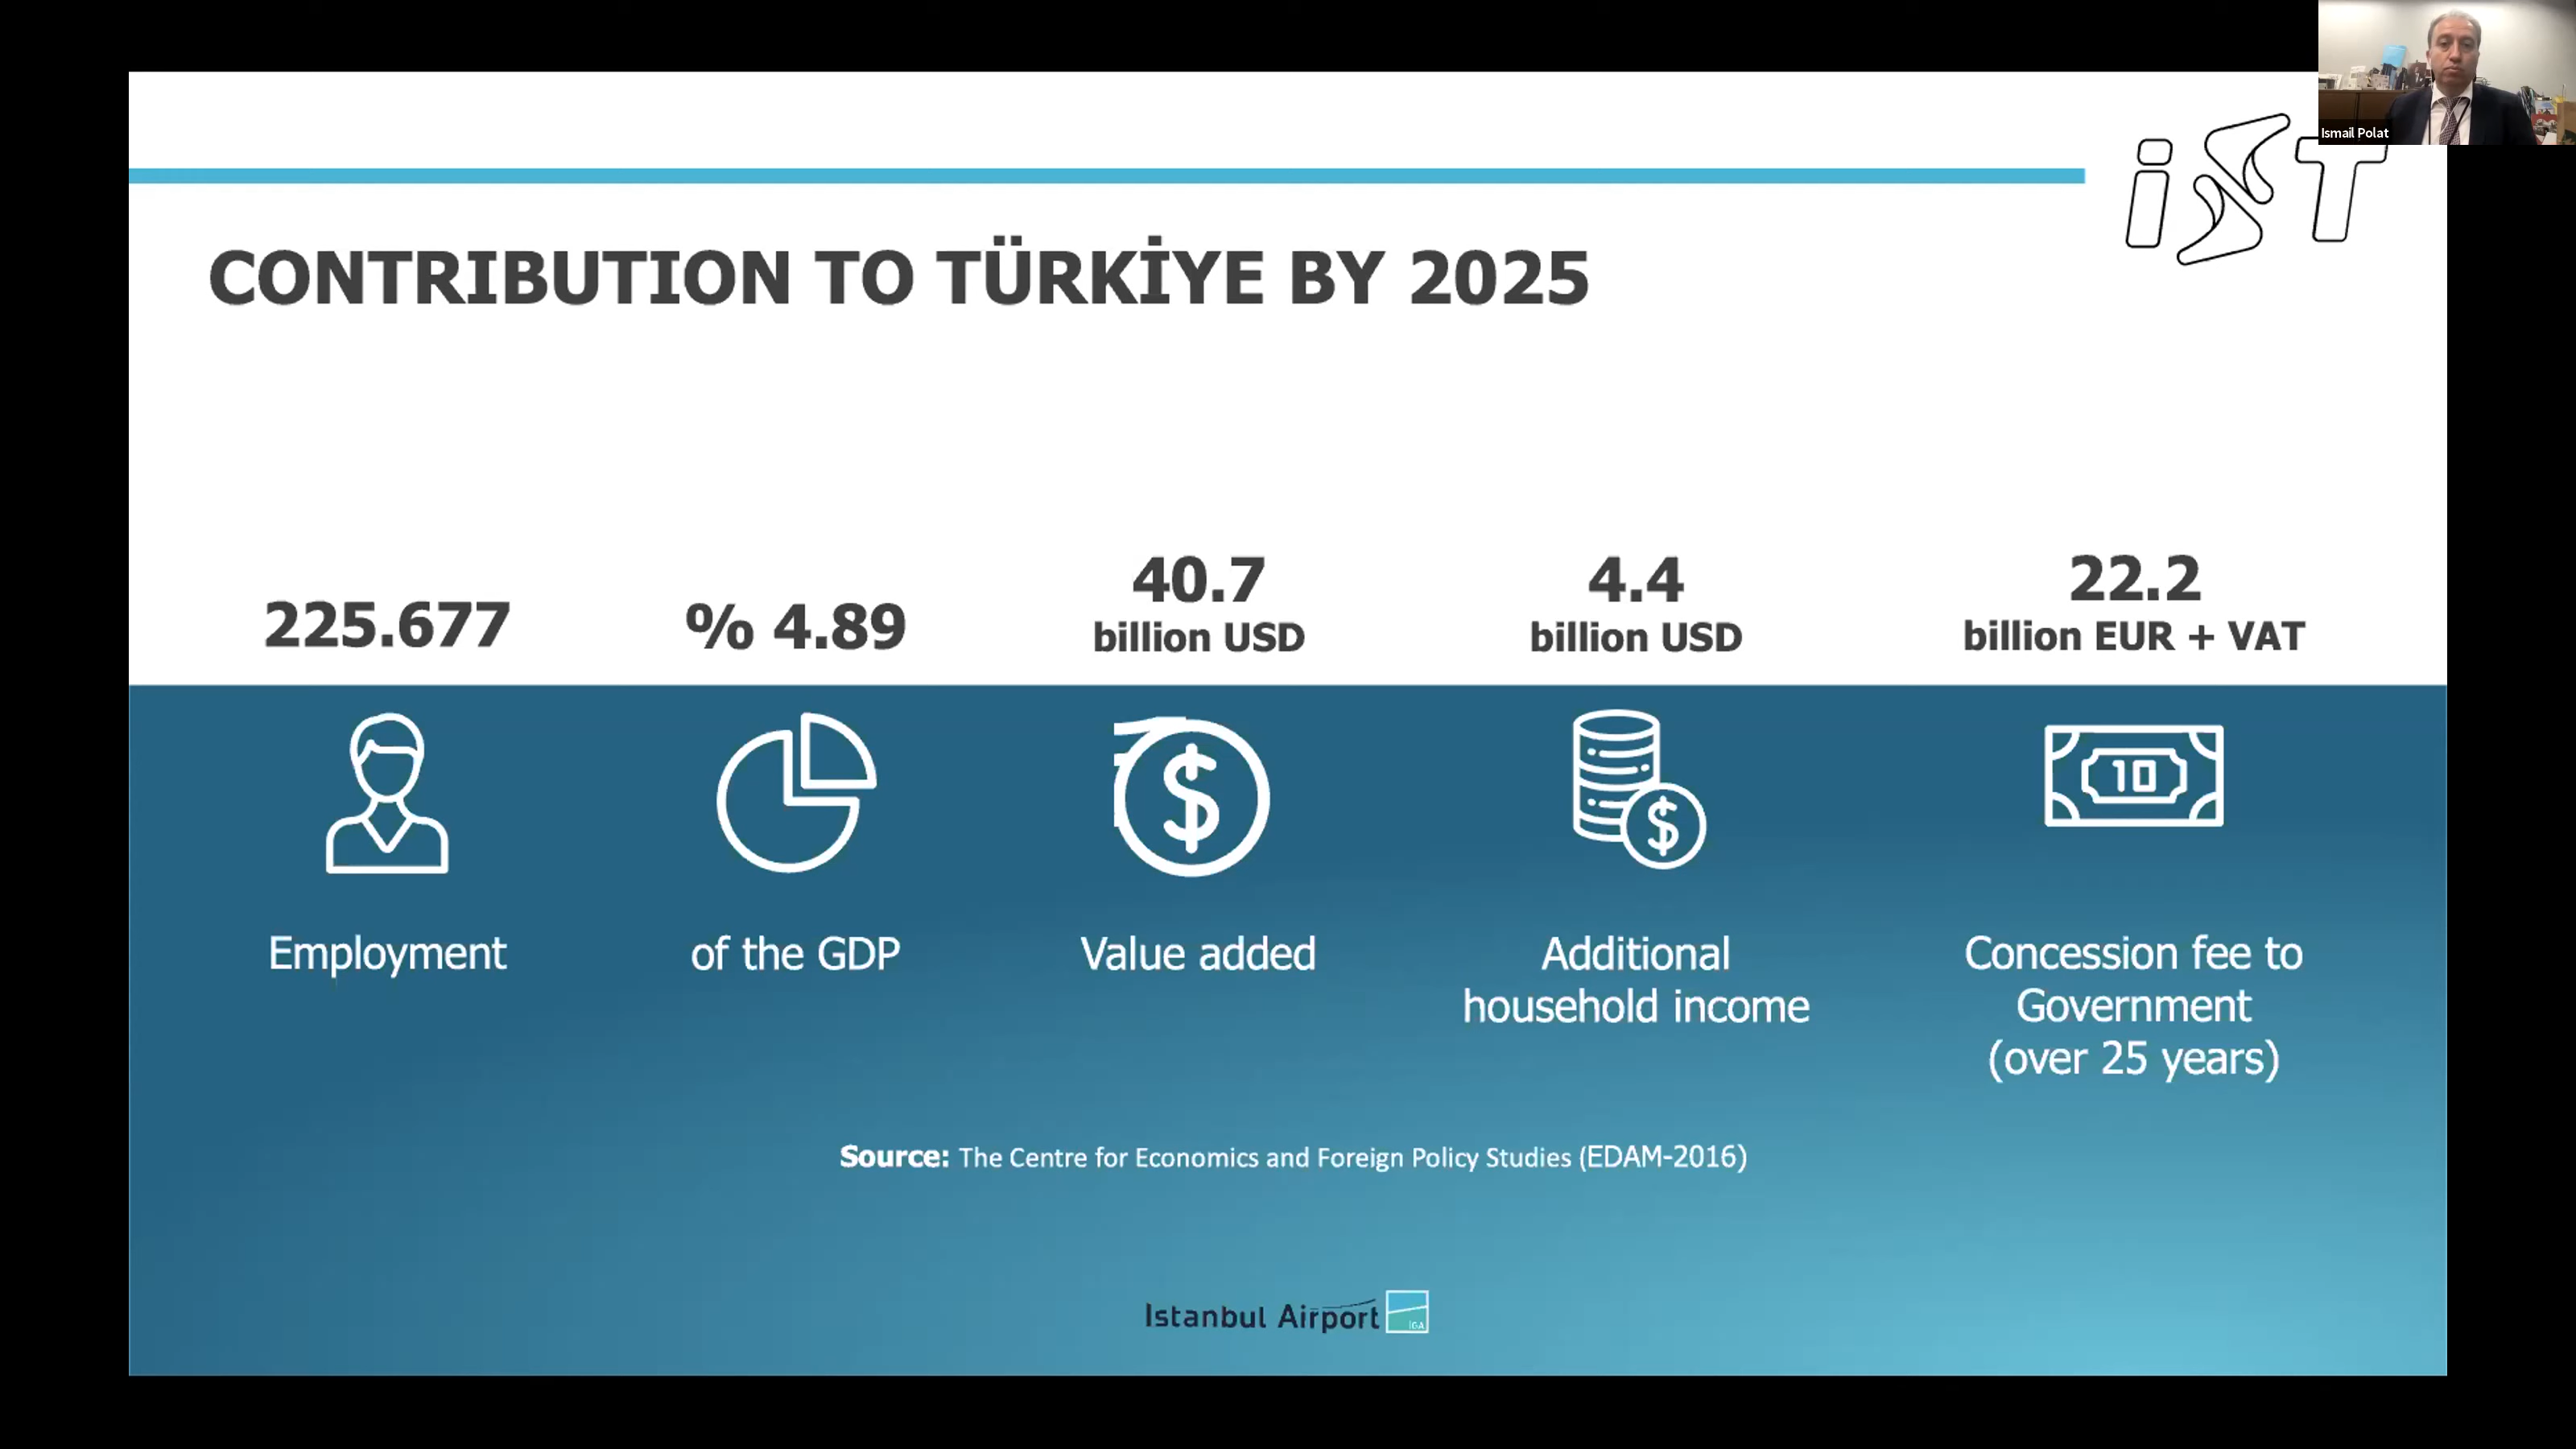 Ismail Polat
iST
CONTRIBUTION TO TÜRKİYE BY 2025
225.677
% 4.89
40.7
billion USD
4.4
billion USD
22.2
billion EUR + VAT
$
$
10
Employment
of the GDP
Value added
Additional
household income
Concession fee to
Government
(over 25 years)
Source: The Centre for Economics and Foreign Policy Studies (EDAM-2016)
Istanbul Airport
İGA